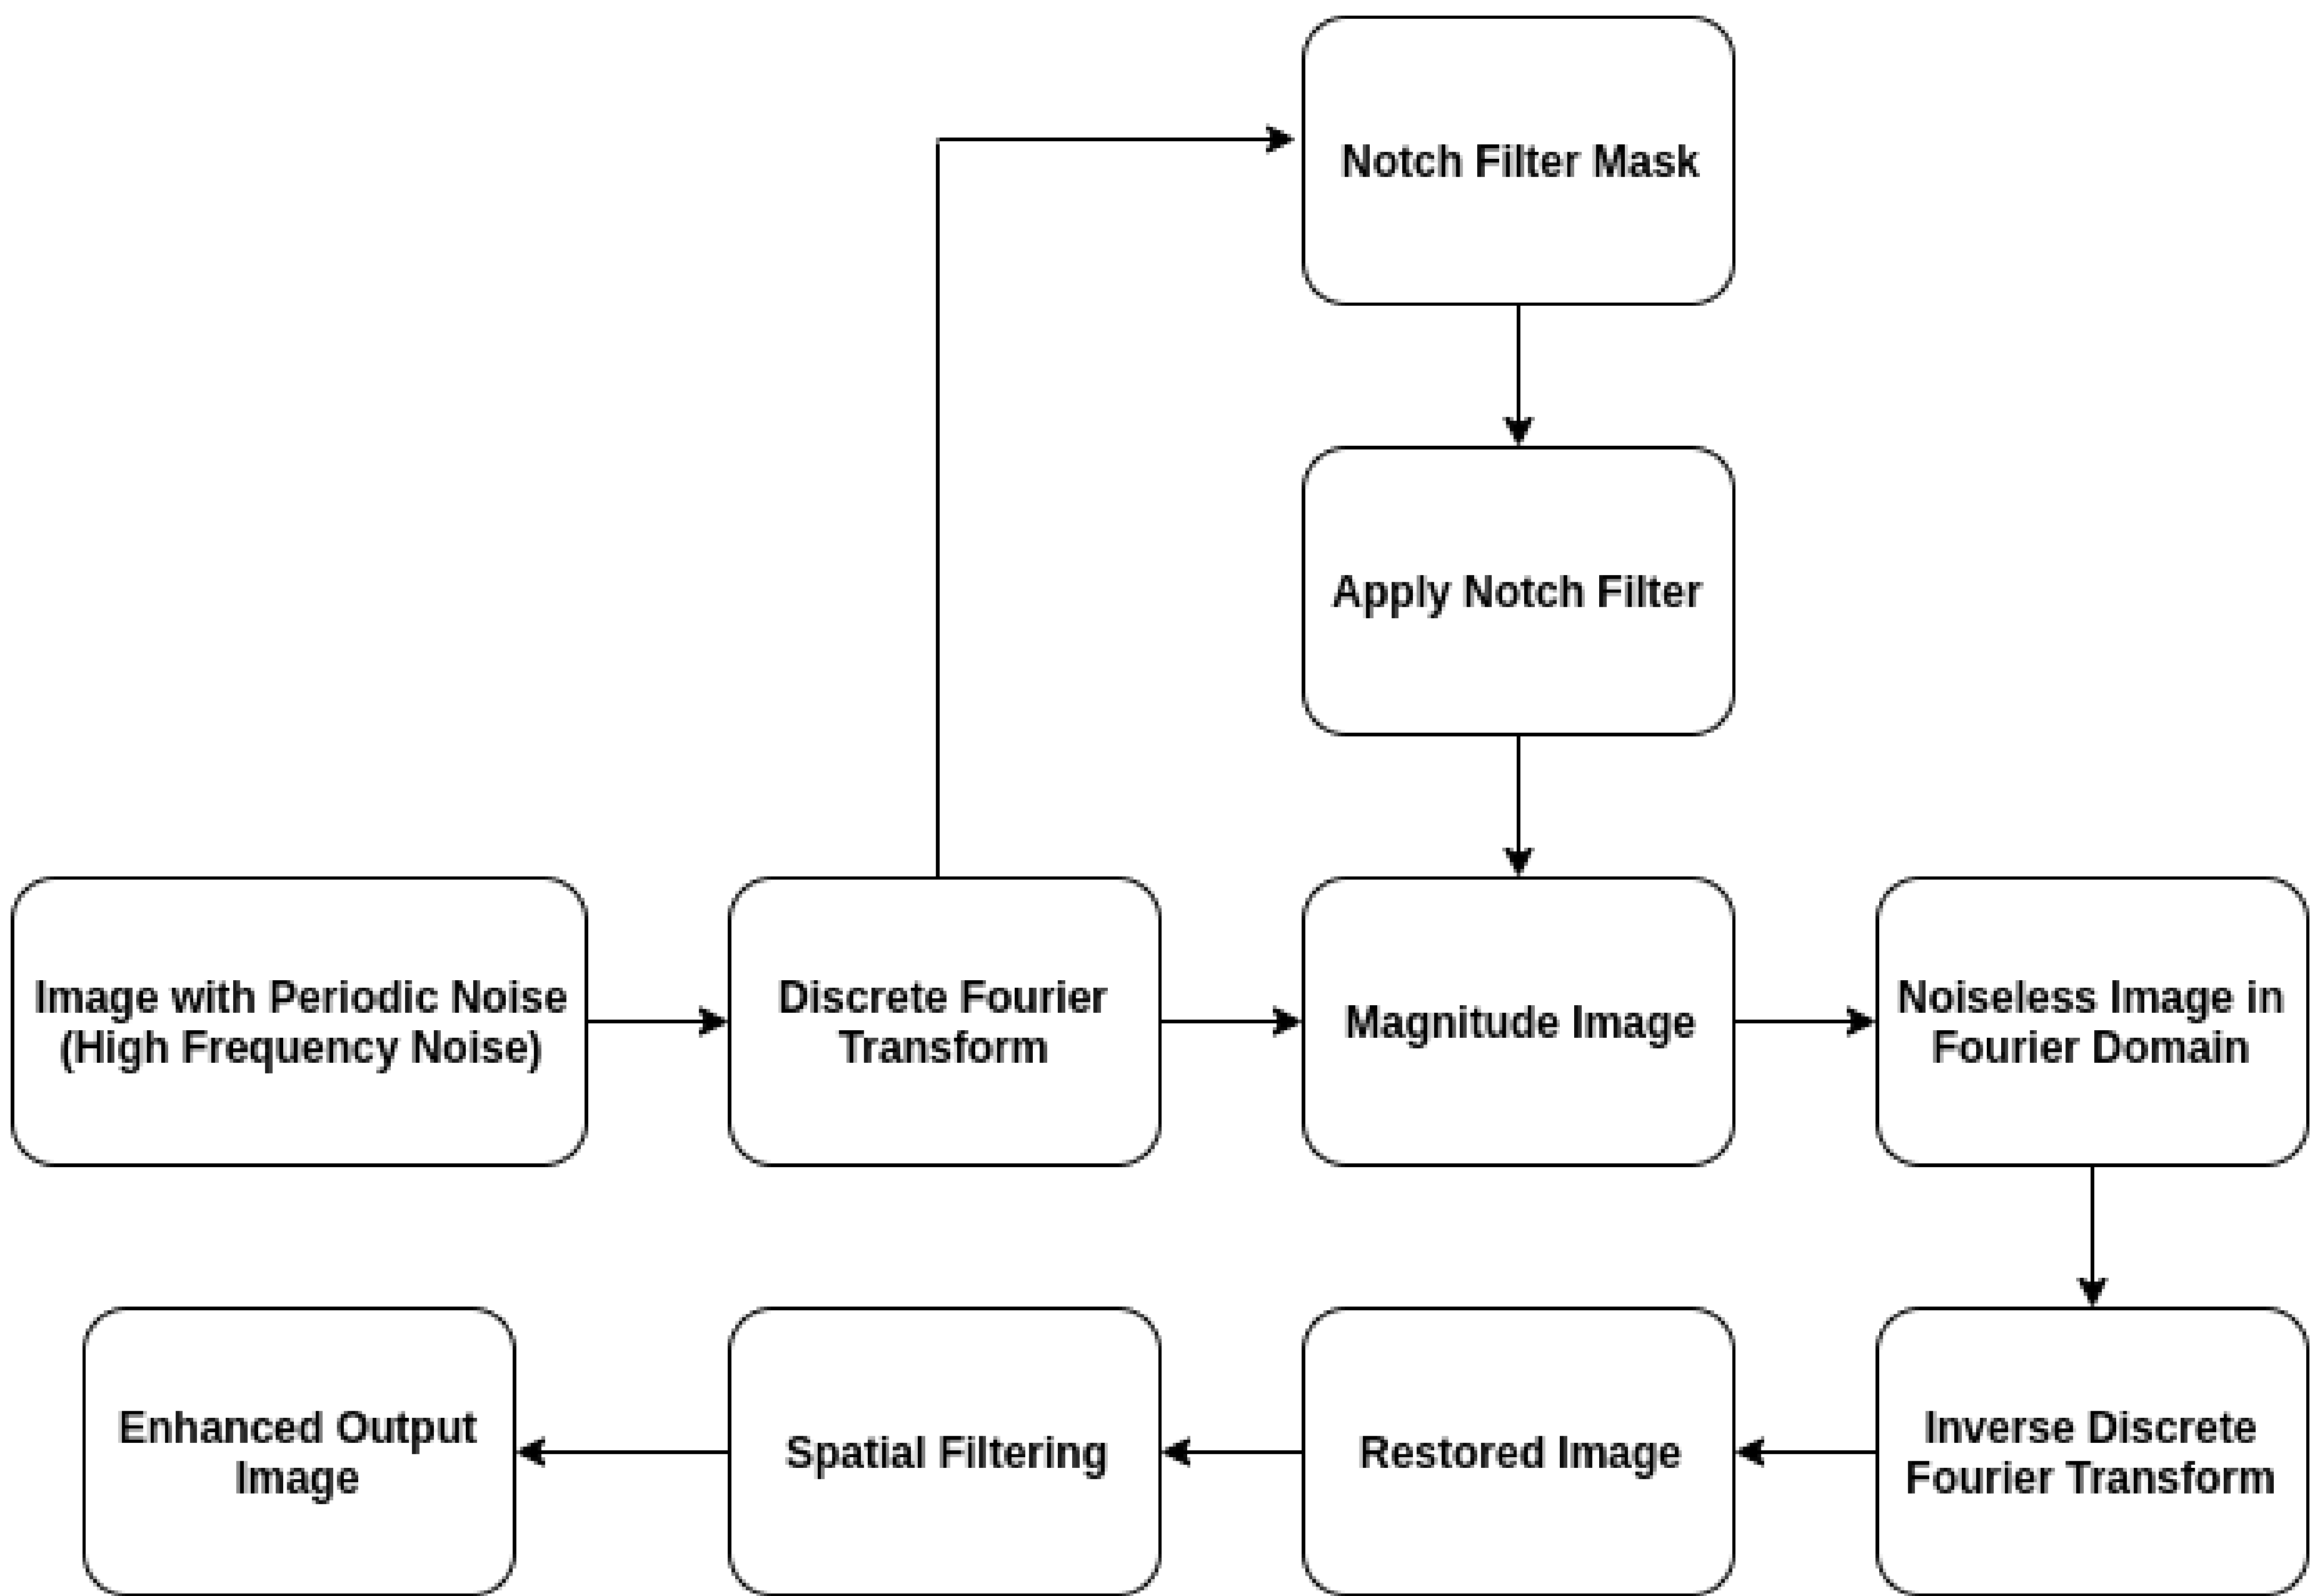 Notch Filter Mask
Apply Notch Filter
Image with Periodic Noise
(High Frequency Noise)
Discrete Fourier
Transform
Magnitude Image
Noiseless Image in
Fourier Domain
Enhanced Output
Image
Spatial Filtering
Restored Image
Inverse Discrete
Fourier Transform